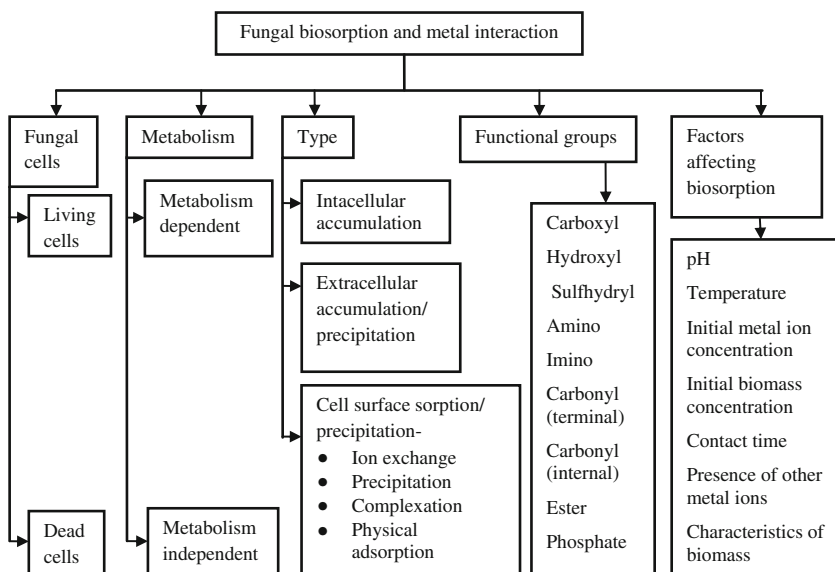 Fungal biosorption and metal interaction
Fungal
cells
Living
cells
Dead
cells
Metabolism
Metabolism
dependent
Metabolism
independent
Type
Intacellular
accumulation
Extracellular
accumulation/
precipitation
Cell surface sorption/
precipitation-
● Ion exchange
● Precipitation
● Complexation
● Physical
adsorption
Functional groups
Carboxyl
Hydroxyl
Sulfhydryl
Amino
Imino
Carbonyl
(terminal)
Carbonyl
(internal)
Ester
Phosphate
Factors
affecting
biosorption
pH
Temperature
Initial metal ion
concentration
Initial biomass
concentration
Contact time
Presence of other
metal ions
Characteristics of
biomass